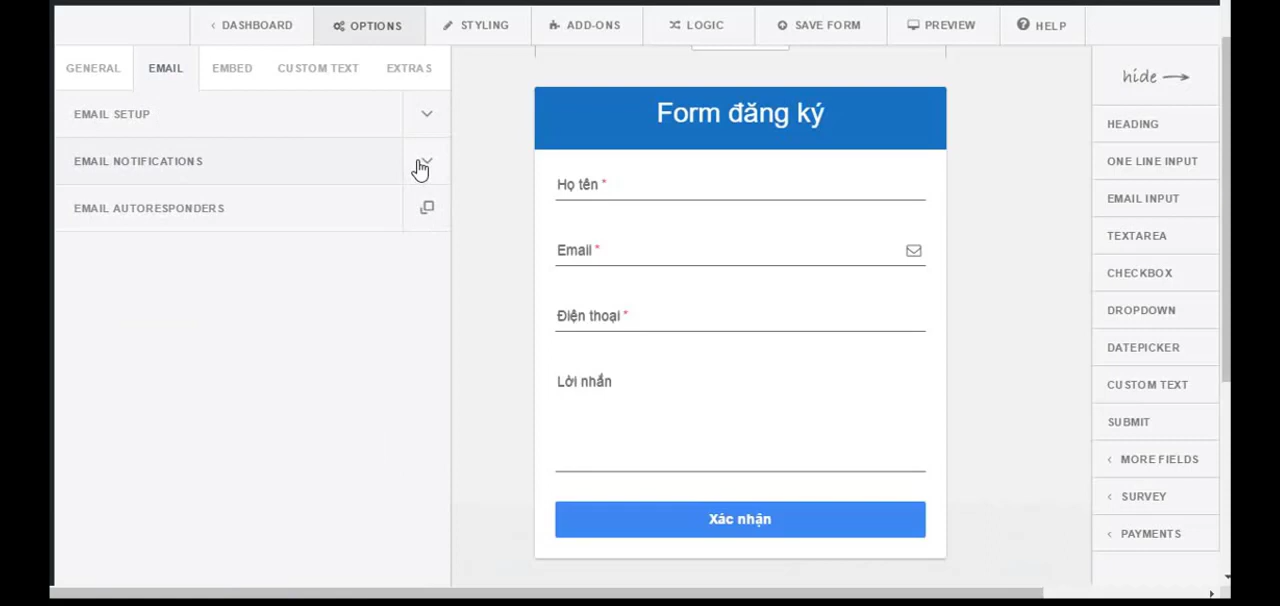 DASHBOARD
OPTIONS
STYLING
ADD-ONS
LOGIC
SAVE FORM
PREVIEW
HELP
GENERAL
EMAIL
EMBED
CUSTOM TEXT
EXTRAS
EMAIL SETUP
EMAIL NOTIFICATIONS
EMAIL AUTORESPONDERS
Form đăng ký
Họ tên *
Email *
Điện thoại *
Lời nhắn
Xác nhận
hide
HEADING
ONE LINE INPUT
EMAIL INPUT
TEXTAREA
CHECKBOX
DROPDOWN
DATEPICKER
CUSTOM TEXT
SUBMIT
MORE FIELDS
SURVEY
PAYMENTS